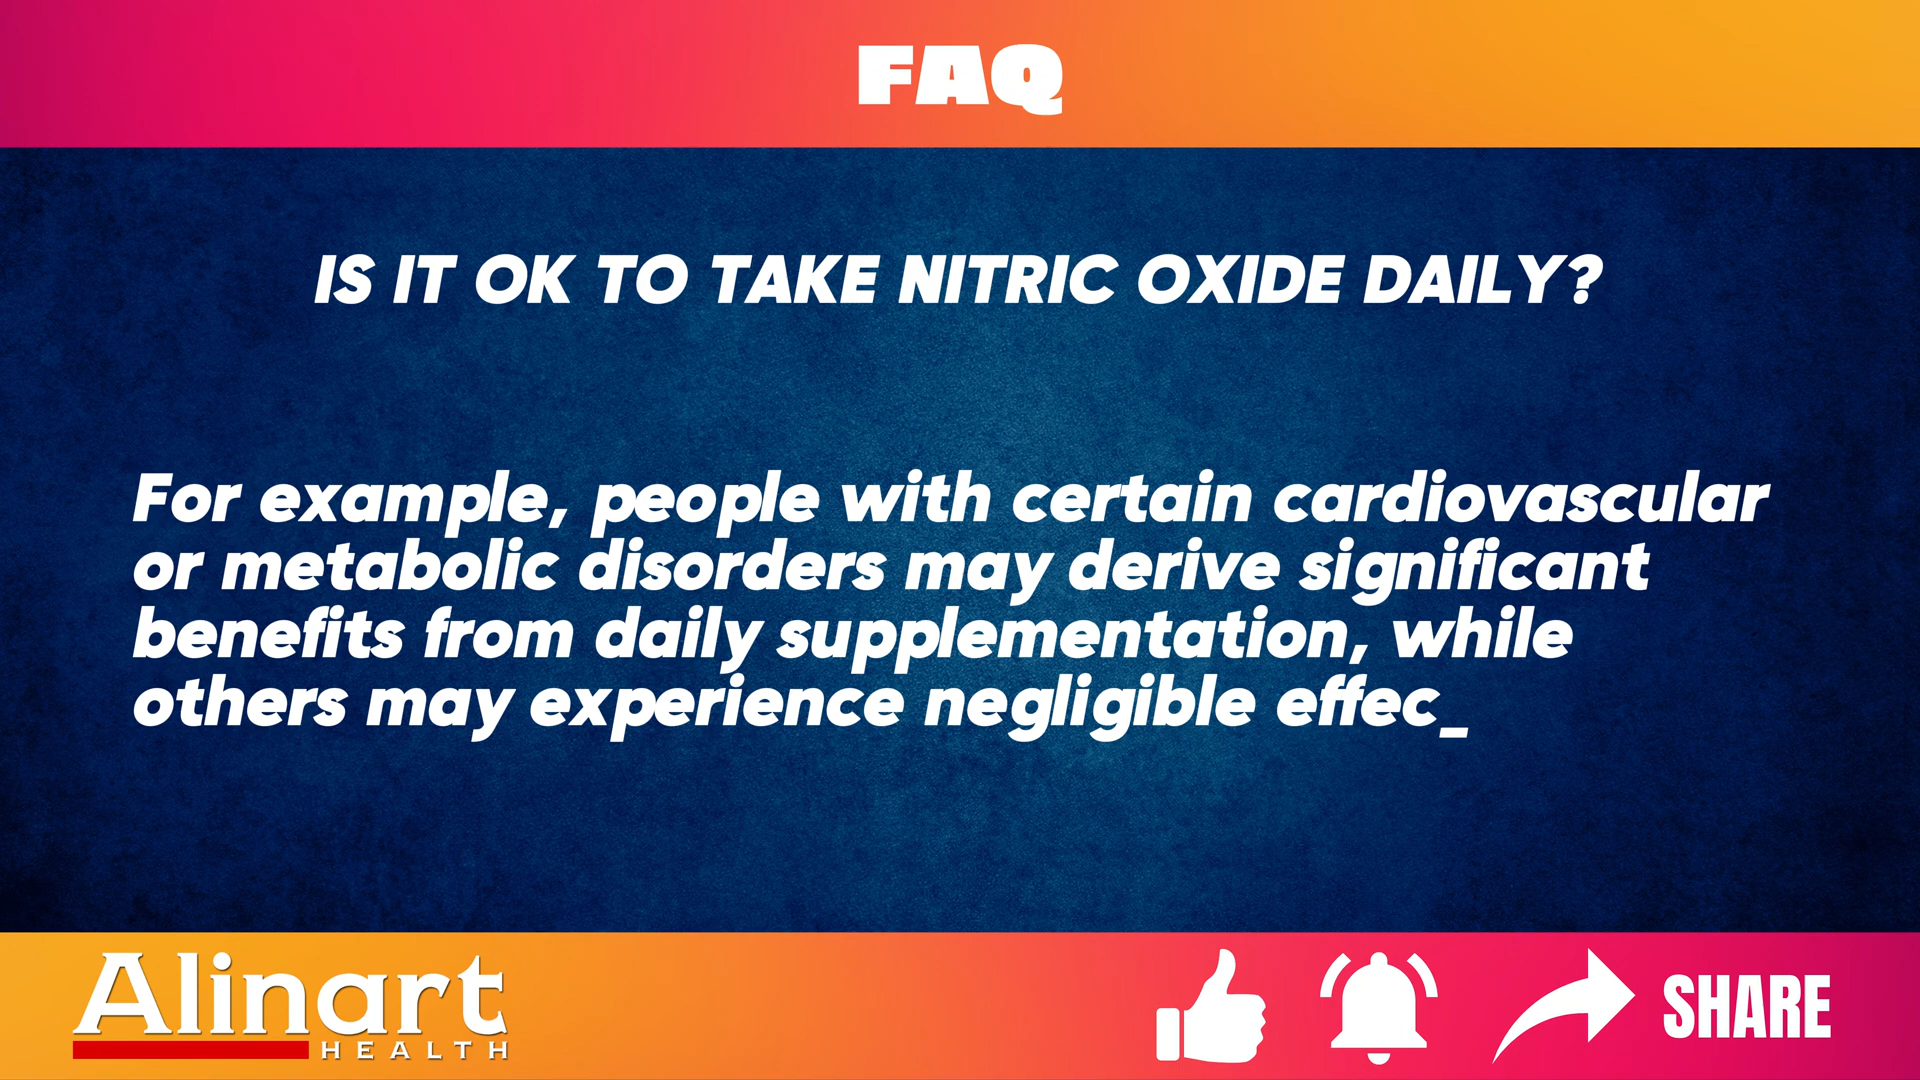 FAQ
IS IT OK TO TAKE NITRIC OXIDE DAILY?
For example, people with certain cardiovascular
or metabolic disorders may derive significant
benefits from daily supplementation, while
others may experience negligible effec_
Alinart
HEALTH
SHARE